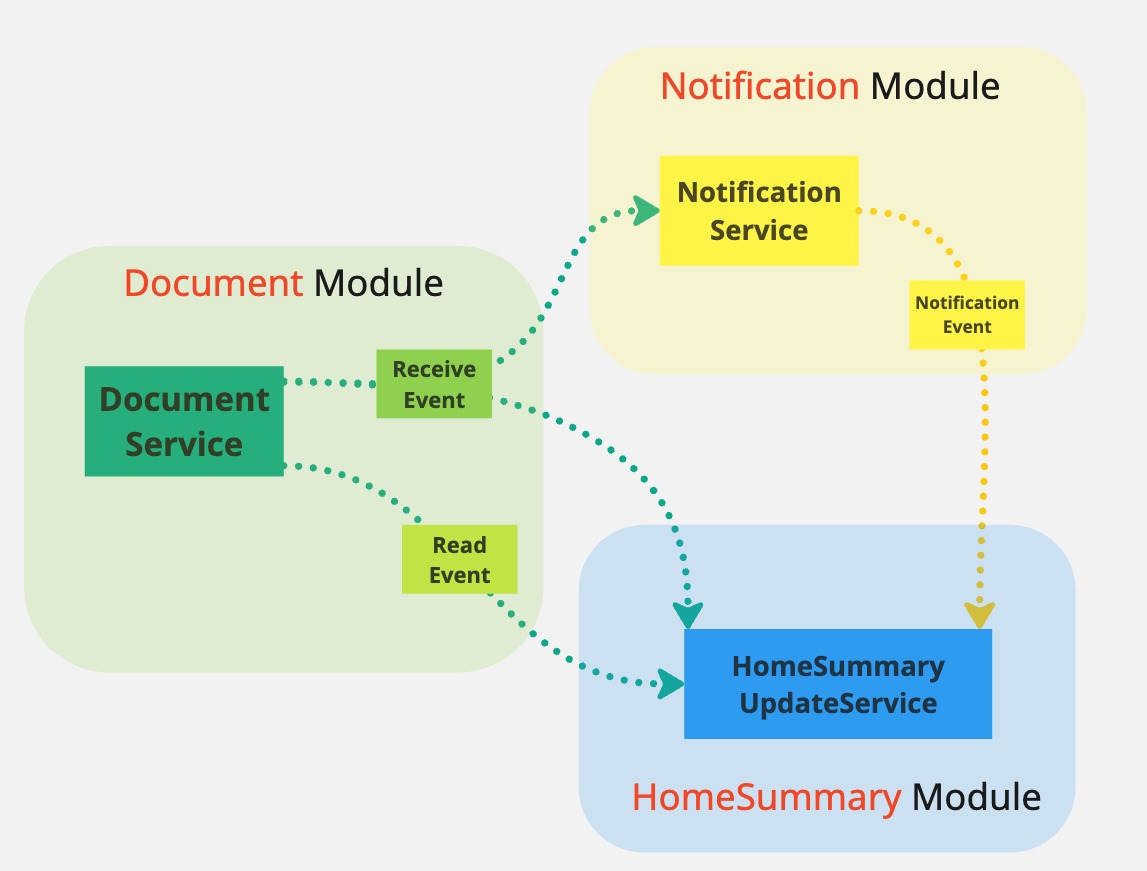 Notification Module
Notification
Service
Notification
Event
Document Module
Document
Service
Receive
Event
Read
Event
HomeSummary
UpdateService
HomeSummary Module